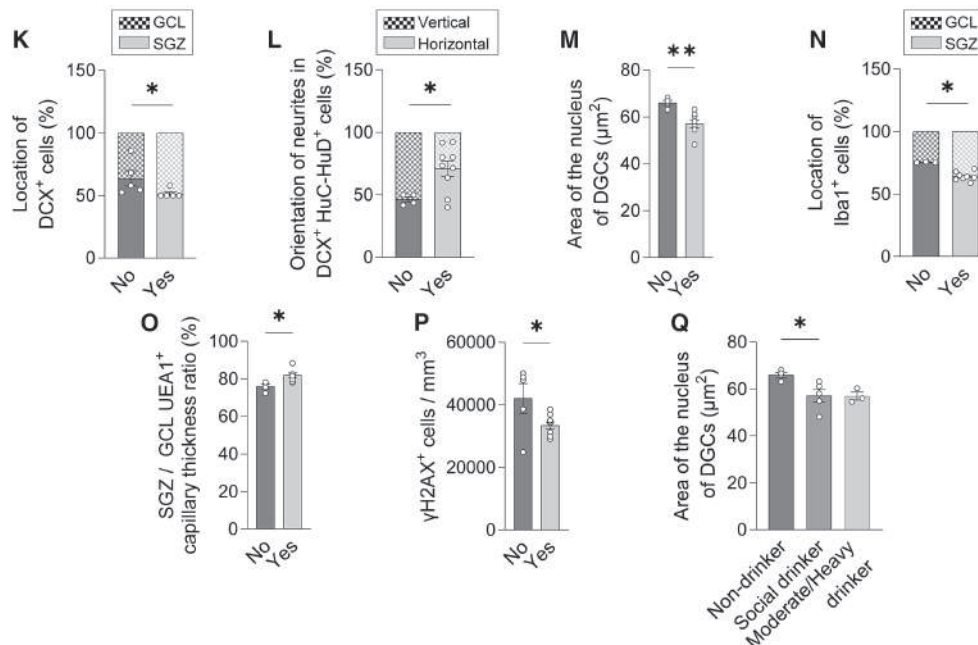 K
GCL
SGZ
Location of
DCX⁺ cells (%)
150
100
50
0
*
No
Yes
L
Vertical
Horizontal
Orientation of neurites in
DCX⁺ HuC-HuD⁺ cells (%)
150
100
50
0
*
No
Yes
M
Area of the nucleus
of DGCs (μm²)
80
60
40
60
80
0
**
No
Yes
N
GCL
SGZ
Location of
Iba1⁺ cells (%)
150
100
50
0
*
No
Yes
O
SGZ / GCL UEA1⁺
capillary thickness ratio (%)
100
80
60
40
20
0
*
No
Yes
P
γH2AX⁺ cells / mm³
60000
40000
20000
0
*
No
Yes
Q
Area of the nucleus
of DGCs (μm²)
80
60
40
60
80
0
*
Non-drinker
Social drinker
Moderate/Heavy
drinker